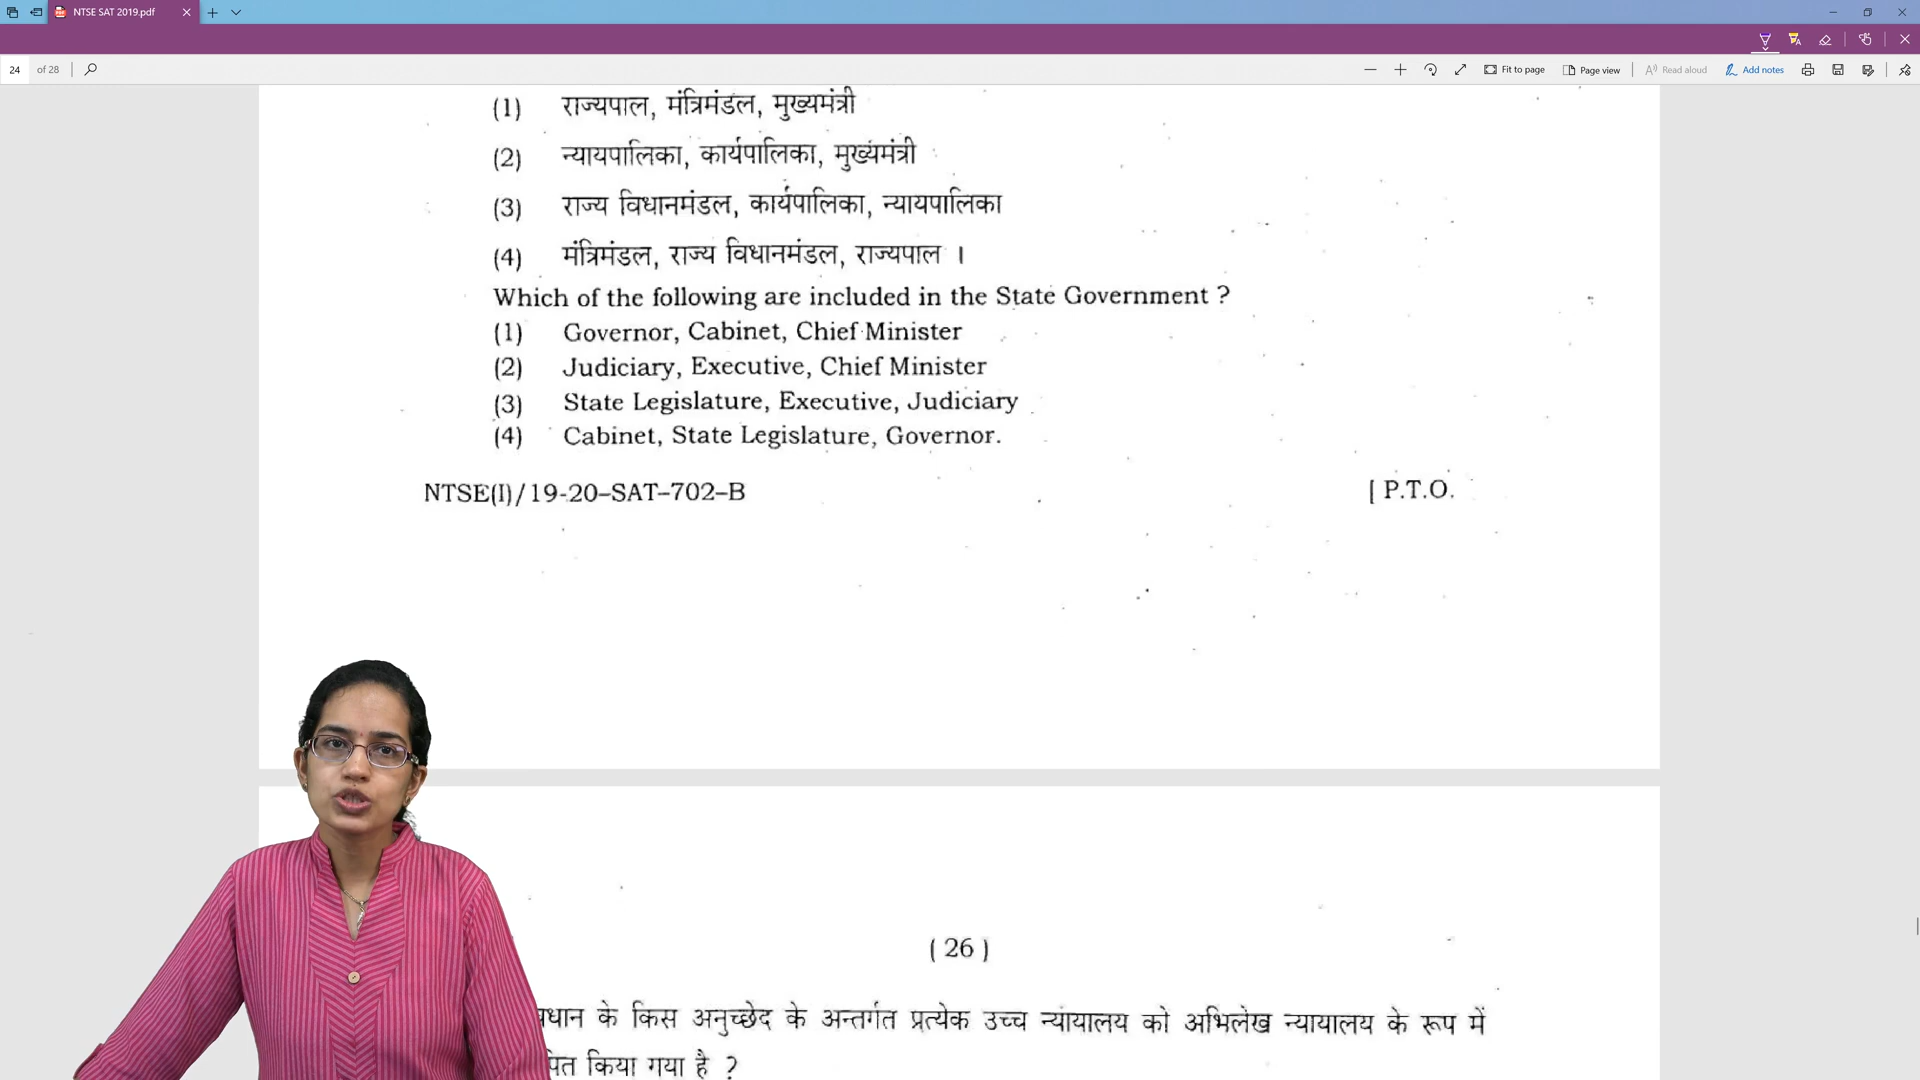 NTSE SAT 2019.pdf
24 of 28
Fit to page
Page view
Read aloud
Add notes
(1) राज्यपाल, मंत्रिमंडल, मुख्यमंत्री
(2) न्यायपालिका, कार्यपालिका, मुख्यमंत्री
(3) राज्य विधानमंडल, कार्यपालिका, न्यायपालिका
(4) मंत्रिमंडल, राज्य विधानमंडल, राज्यपाल ।
Which of the following are included in the State Government ?
(1) Governor, Cabinet, Chief Minister
(2) Judiciary, Executive, Chief Minister
(3) State Legislature, Executive, Judiciary
(4) Cabinet, State Legislature, Governor.
NTSE(I)/19-20–SAT–702–B
[ P.T.O.
( 26 )
के किस अनुच्छेद के अन्तर्गत प्रत्येक उच्च न्यायालय को अभिलेख न्यायालय के रूप में
किया गया है ?